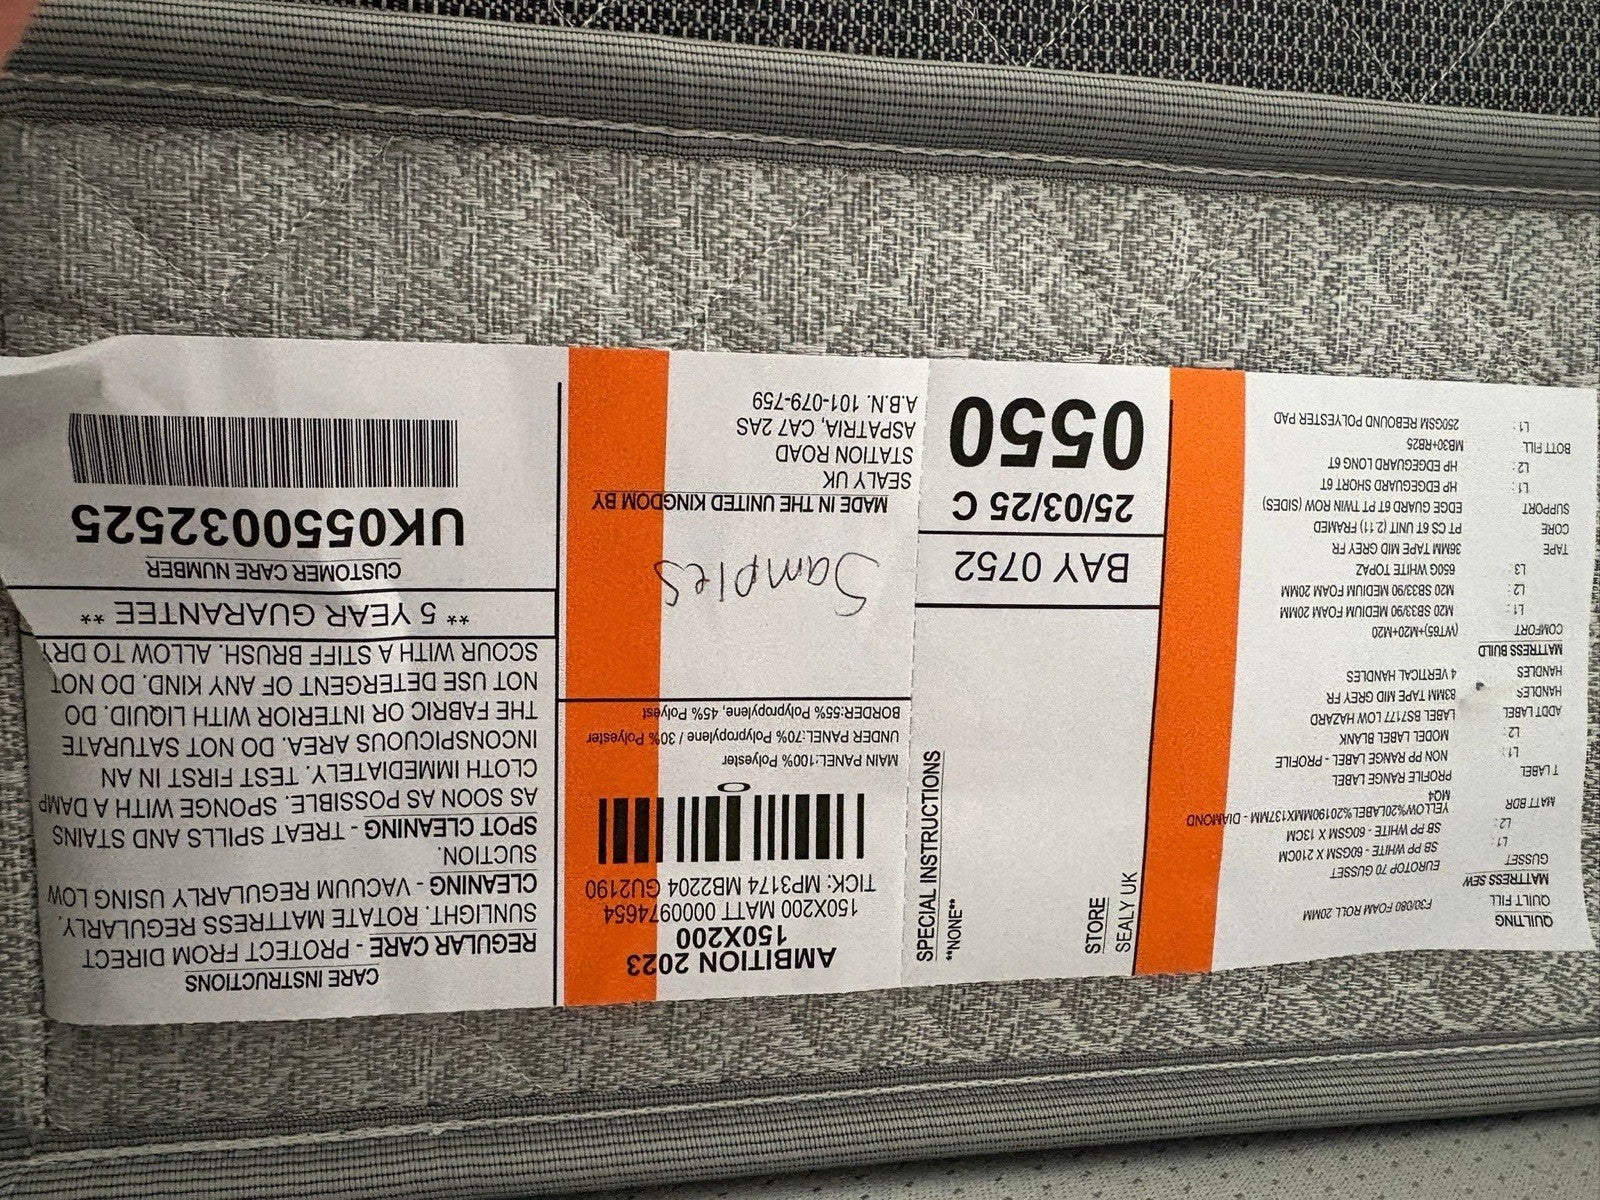 CARE INSTRUCTIONS
REGULAR CARE - PROTECT FROM DIRECT
SUNLIGHT. ROTATE MATTRESS REGULARLY.
CLEANING - VACUUM REGULARLY USING LOW
SUCTION.
SPOT CLEANING - TREAT SPILLS AND STAINS
AS SOON AS POSSIBLE. SPONGE WITH A DAMP
CLOTH IMMEDIATELY. TEST FIRST IN AN
INCONSPICUOUS AREA. DO NOT SATURATE
THE FABRIC OR INTERIOR WITH LIQUID. DO
NOT USE DETERGENT OF ANY KIND. DO NOT
SCOUR WITH A STIFF BRUSH. ALLOW TO DRY
** 5 YEAR GUARANTEE **
CUSTOMER CARE NUMBER
UK0550032525
AMBITION 2023
150X200
150X200 MATT 0000974654
TICK: MP3174 MB2204 GU2190
0
MAIN PANEL:100% Polyester
UNDER PANEL:70% Polypropylene / 30% Polyester
BORDER:55% Polypropylene, 45% Polyest
Samples
MADE IN THE UNITED KINGDOM BY
SEALY UK
STATION ROAD
ASPATRIA, CA7 2AS
A.B.N. 101-079-759
SPECIAL INSTRUCTIONS
**NONE**
STORE
SEALY UK
BAY 0752
25/03/25 C
0550
QUILTING
QUILT FILL F30/080 FOAM ROLL 20MM
MATTRESS SEW
GUSSET EUROTOP 70 GUSSET
L1: SB PP WHITE - 60GSM X 210CM
L2: SB PP WHITE - 60GSM X 13CM
MATT BDR YELLOW%20LABEL%20190MMX137MM - DIAMOND
MQ4
T LABEL PROFILE RANGE LABEL
L1: NON PP RANGE LABEL - PROFILE
L2: MODEL LABEL BLANK
ADDT LABEL LABEL BS7177 LOW HAZARD
HANDLES 83MM TAPE MID GREY FR
HANDLES 4 VERTICAL HANDLES
MATTRESS BUILD
COMFORT (WT65)+M20+M20
L1: M20 SB33/90 MEDIUM FOAM 20MM
L2: M20 SB33/90 MEDIUM FOAM 20MM
L3: 650G WHITE TOPAZ
TAPE 36MM TAPE MID GREY FR
CORE PT CS 6T UNIT (2.11) FRAMED
SUPPORT EDGE GUARD 6T PT TWIN ROW (SIDES)
L1: HP EDGEGUARD SHORT 6T
L2: HP EDGEGUARD LONG 6T
BOTT FILL MB30+RB25
L1: 250GSM REBOUND POLYESTER PAD